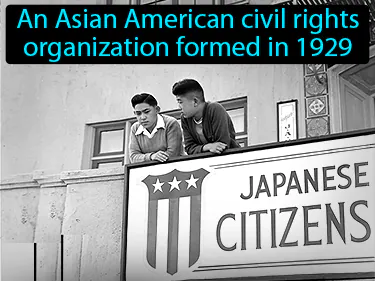 An Asian American civil rights
organization formed in 1929
JAPANESE
CITIZENS